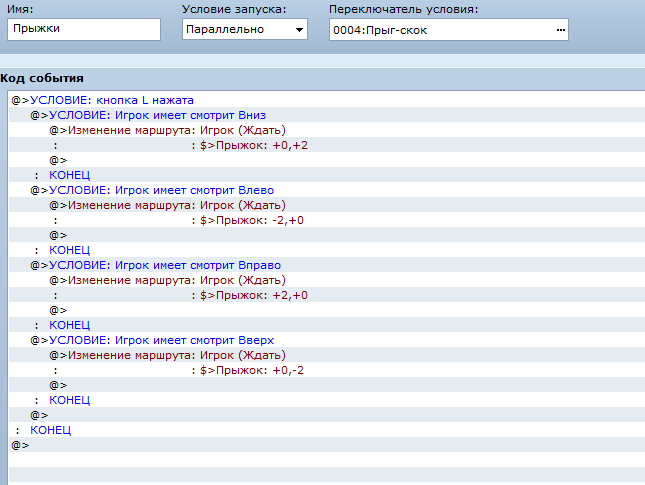 Имя: Условие запуска: Переключатель условия:
Прыжки Параллельно 0004:Прыг-скок ...
Код события
@>УСЛОВИЕ: кнопка L нажата
@>УСЛОВИЕ: Игрок имеет смотрит Вниз
@>Изменение маршрута: Игрок (Ждать)
: : $>Прыжок: +0,+2
@>
: КОНЕЦ
@>УСЛОВИЕ: Игрок имеет смотрит Влево
@>Изменение маршрута: Игрок (Ждать)
: : $>Прыжок: -2,+0
@>
: КОНЕЦ
@>УСЛОВИЕ: Игрок имеет смотрит Вправо
@>Изменение маршрута: Игрок (Ждать)
: : $>Прыжок: +2,+0
@>
: КОНЕЦ
@>УСЛОВИЕ: Игрок имеет смотрит Вверх
@>Изменение маршрута: Игрок (Ждать)
: : $>Прыжок: +0,-2
@>
: КОНЕЦ
@>
: КОНЕЦ
@>